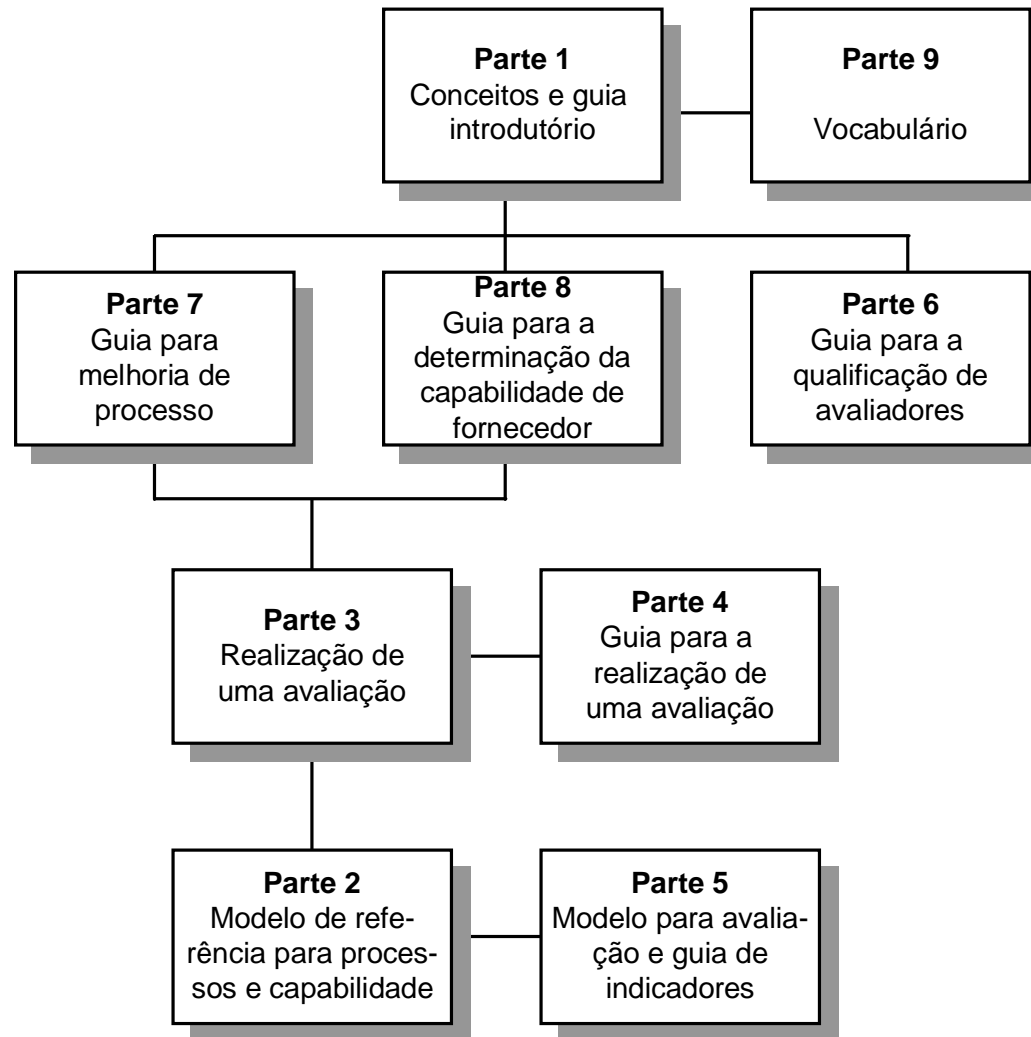 Parte 1
Conceitos e guia
introdutório
Parte 9
Vocabulário
Parte 7
Guia para
melhoria de
processo
Parte 8
Guia para a
determinação da
capabilidade de
fornecedor
Parte 6
Guia para a
qualificação de
avaliadores
Parte 3
Realização de
uma avaliação
Parte 4
Guia para a
realização de
uma avaliação
Parte 2
Modelo de refe-
rência para proces-
sos e capabilidade
Parte 5
Modelo para avalia-
ção e guia de
indicadores